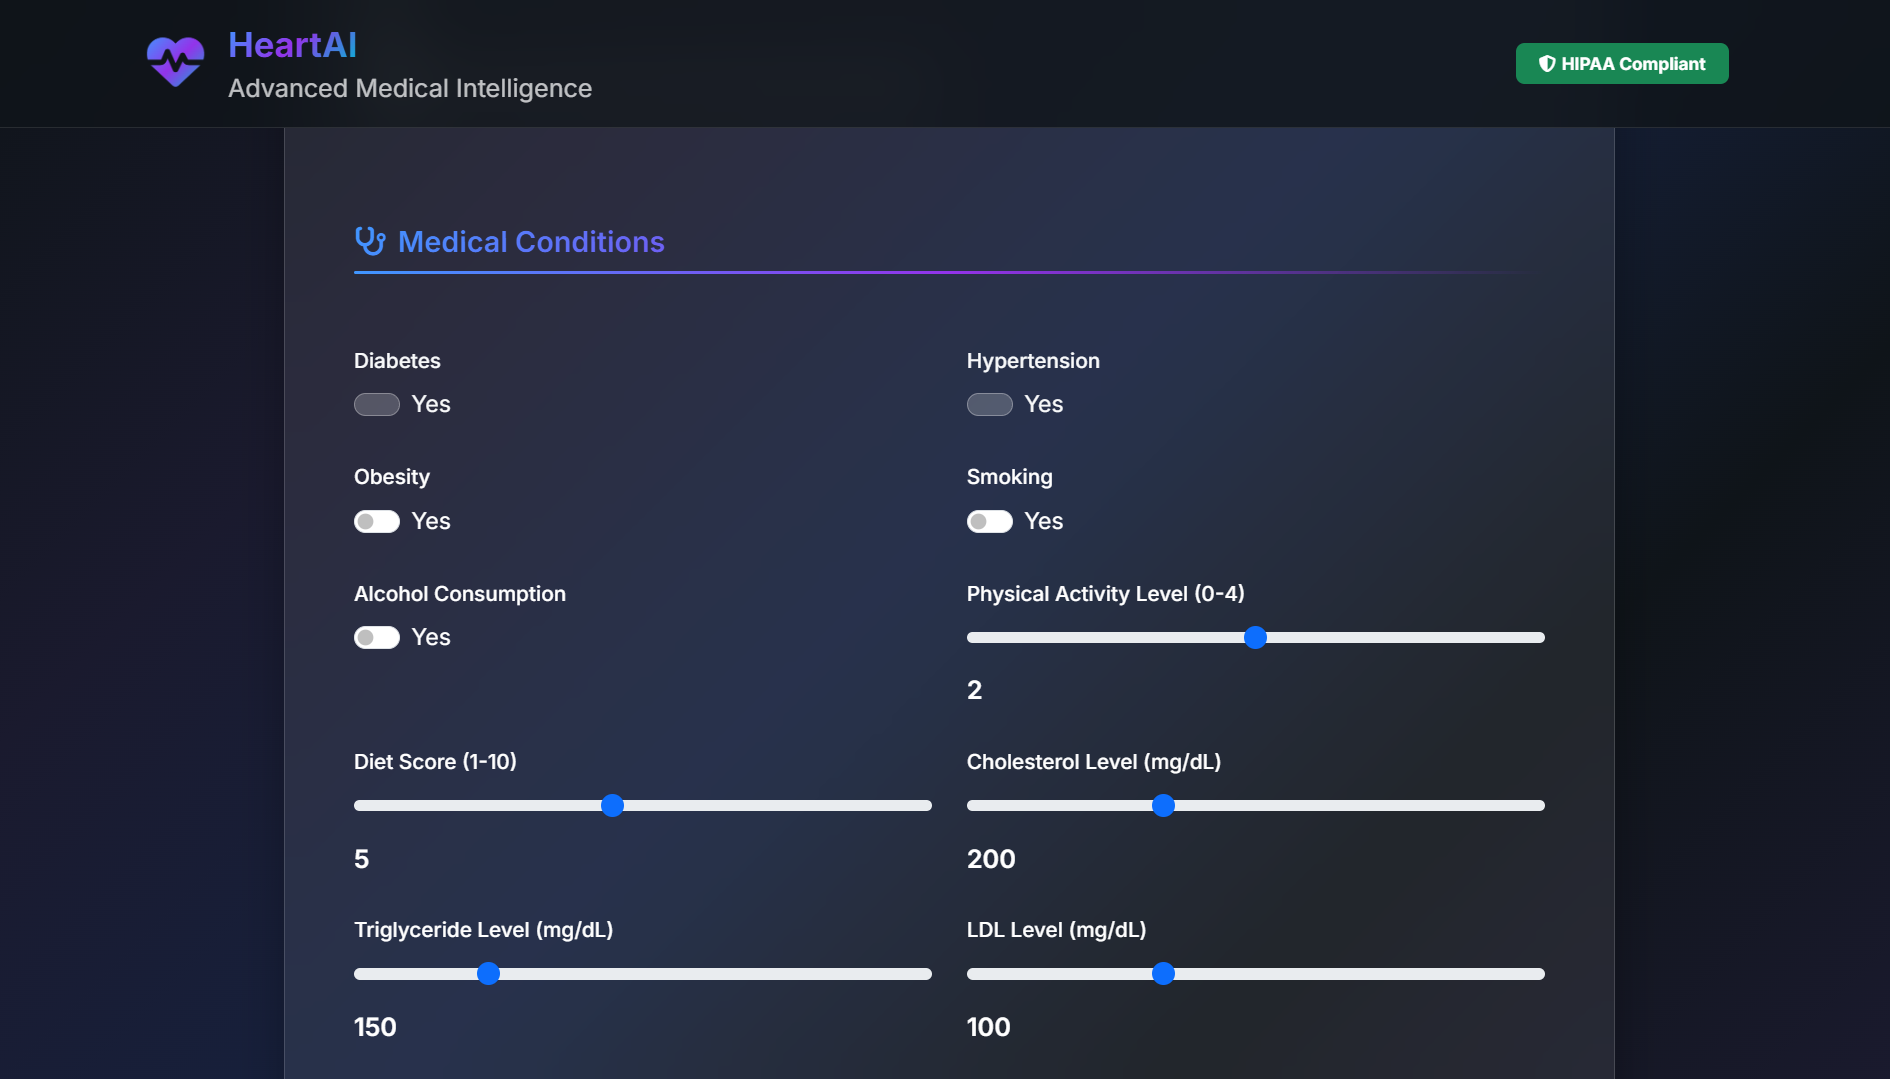 HeartAI
Advanced Medical Intelligence
HIPAA Compliant
Medical Conditions
Diabetes
Yes
Hypertension
Yes
Obesity
Yes
Smoking
Yes
Alcohol Consumption
Yes
Physical Activity Level (0-4)
2
Diet Score (1-10)
5
Cholesterol Level (mg/dL)
200
Triglyceride Level (mg/dL)
150
LDL Level (mg/dL)
100